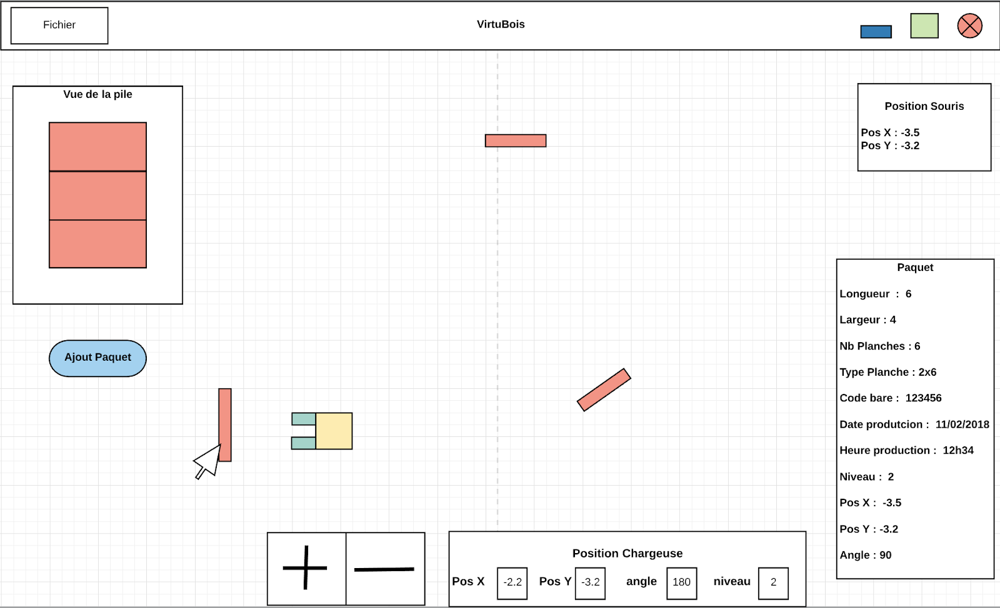 Fichier
VirtuBois
Vue de la pile
Position Souris
Pos X : -3.5
Pos Y : -3.2
Ajout Paquet
Paquet
Longueur : 6
Largeur : 4
Nb Planches : 6
Type Planche : 2x6
Code bare : 123456
Date produtcion : 11/02/2018
Heure production : 12h34
Niveau : 2
Pos X : -3.5
Pos Y : -3.2
Angle : 90
Position Chargeuse
Pos X -2.2 Pos Y -3.2 angle 180 niveau 2